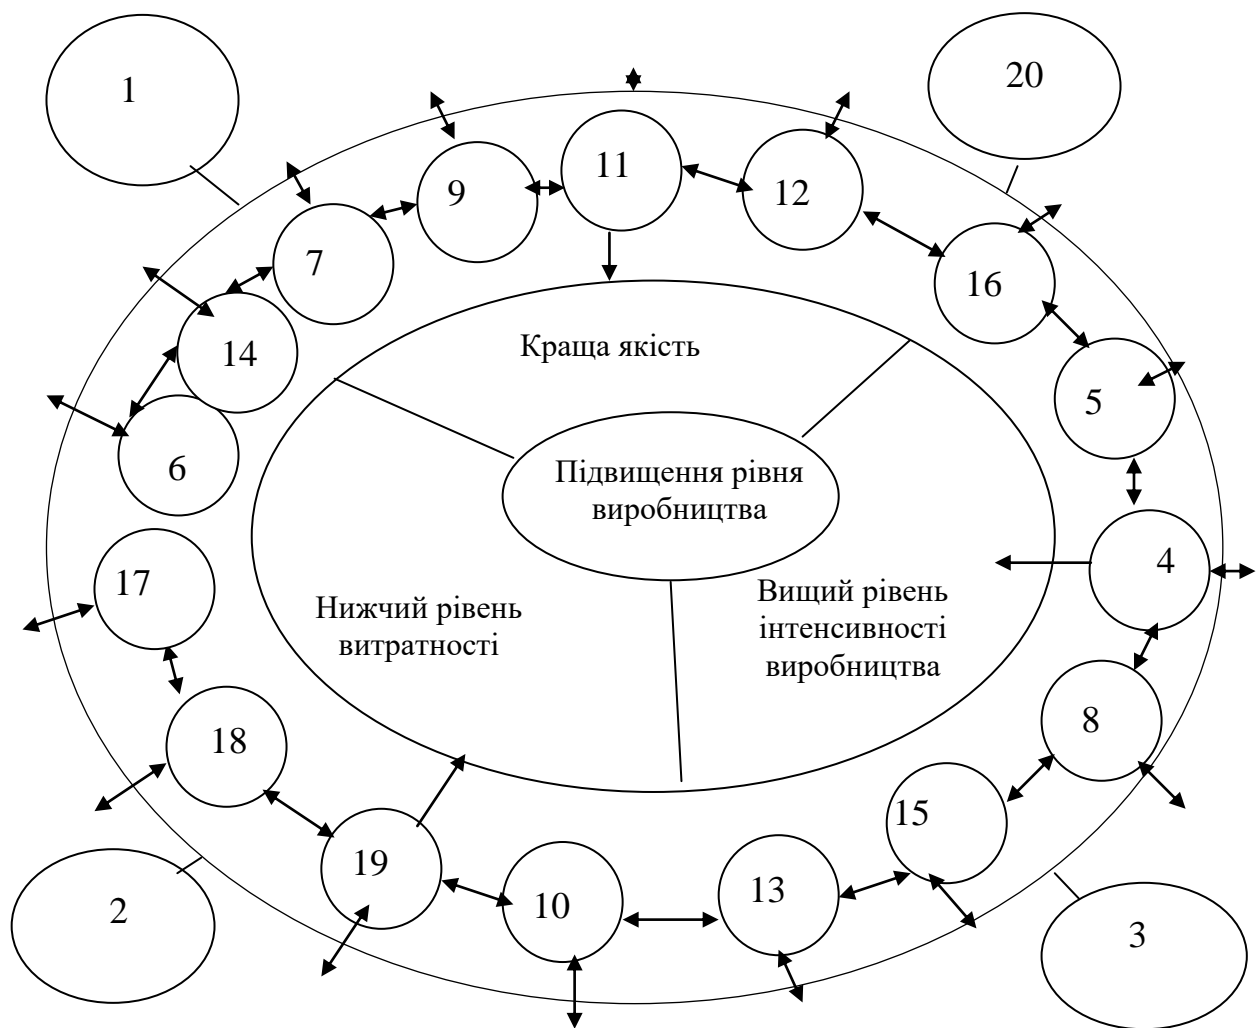 1
20
11
12
9
7
16
14
Краща якість
5
6
Підвищення рівня
виробництва
4
17
Вищий рівень
інтенсивності
виробництва
Нижчий рівень
витратності
8
18
15
19
13
10
2
3